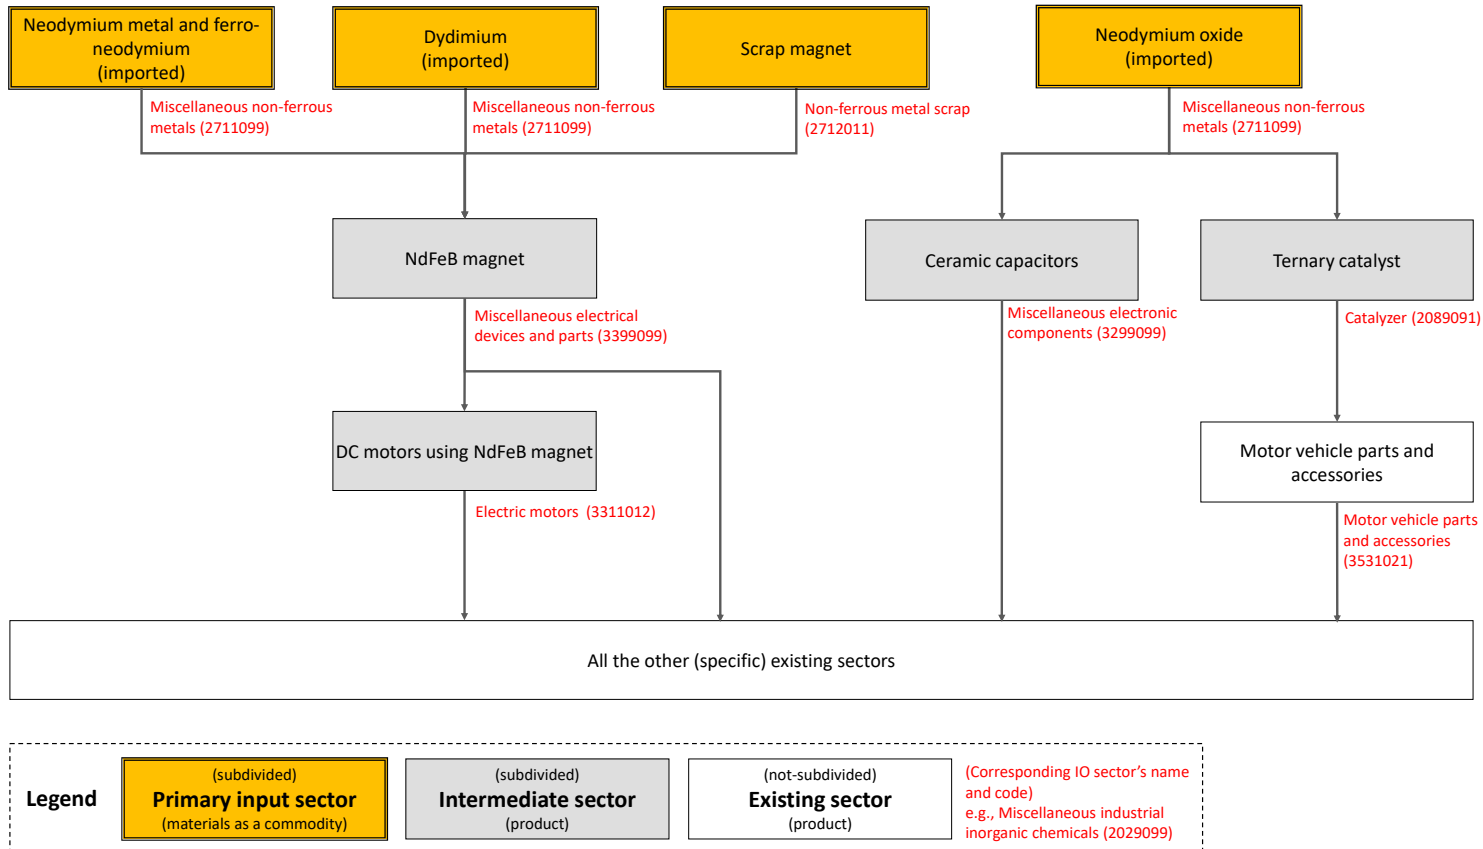 Neodymium metal and ferro-
neodymium
(imported)
Dydimium
(imported)
Scrap magnet
Neodymium oxide
(imported)
Miscellaneous non-ferrous
metals (2711099)
Miscellaneous non-ferrous
metals (2711099)
Non-ferrous metal scrap
(2712011)
Miscellaneous non-ferrous
metals (2711099)
NdFeB magnet
Ceramic capacitors
Ternary catalyst
Miscellaneous electrical
devices and parts (3399099)
Miscellaneous electronic
components (3299099)
Catalyzer (2089091)
DC motors using NdFeB magnet
Motor vehicle parts and
accessories
Electric motors (3311012)
Motor vehicle parts
and accessories
(3531021)
All the other (specific) existing sectors
Legend
(subdivided)
Primary input sector
(materials as a commodity)
(subdivided)
Intermediate sector
(product)
(not-subdivided)
Existing sector
(product)
(Corresponding IO sector's name
and code)
e.g., Miscellaneous industrial
inorganic chemicals (2029099)